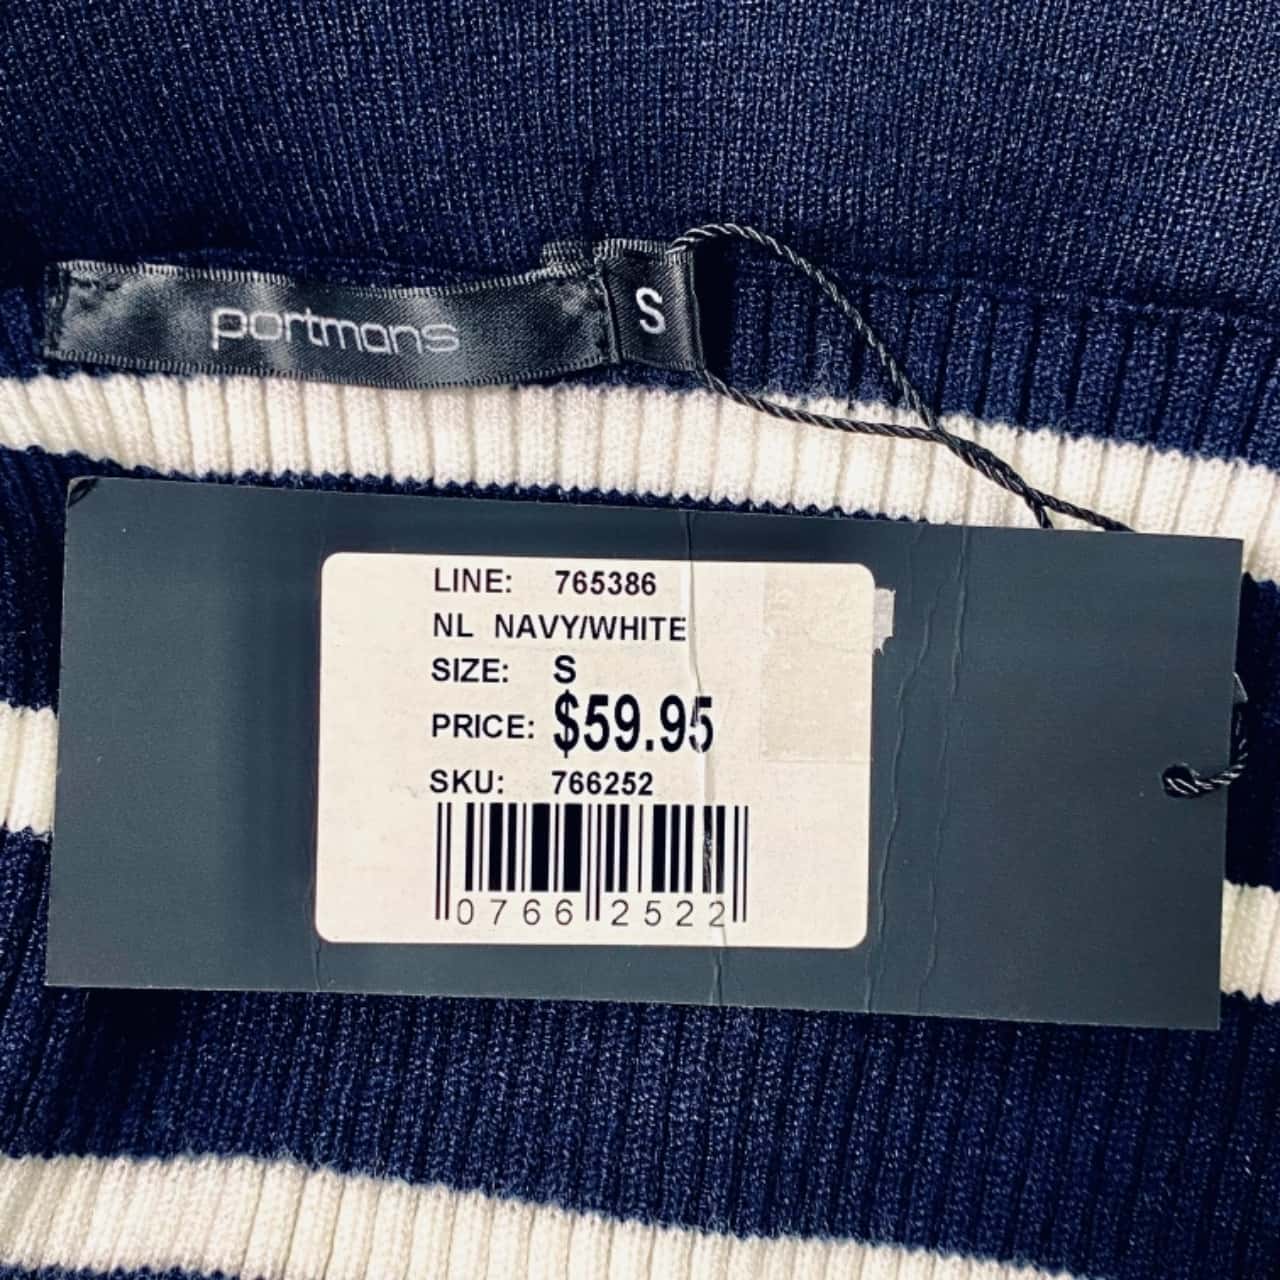 portmans
S
LINE: 765386
NL NAVY/WHITE
SIZE: S
PRICE: $59.95
SKU: 766252
0766 2522